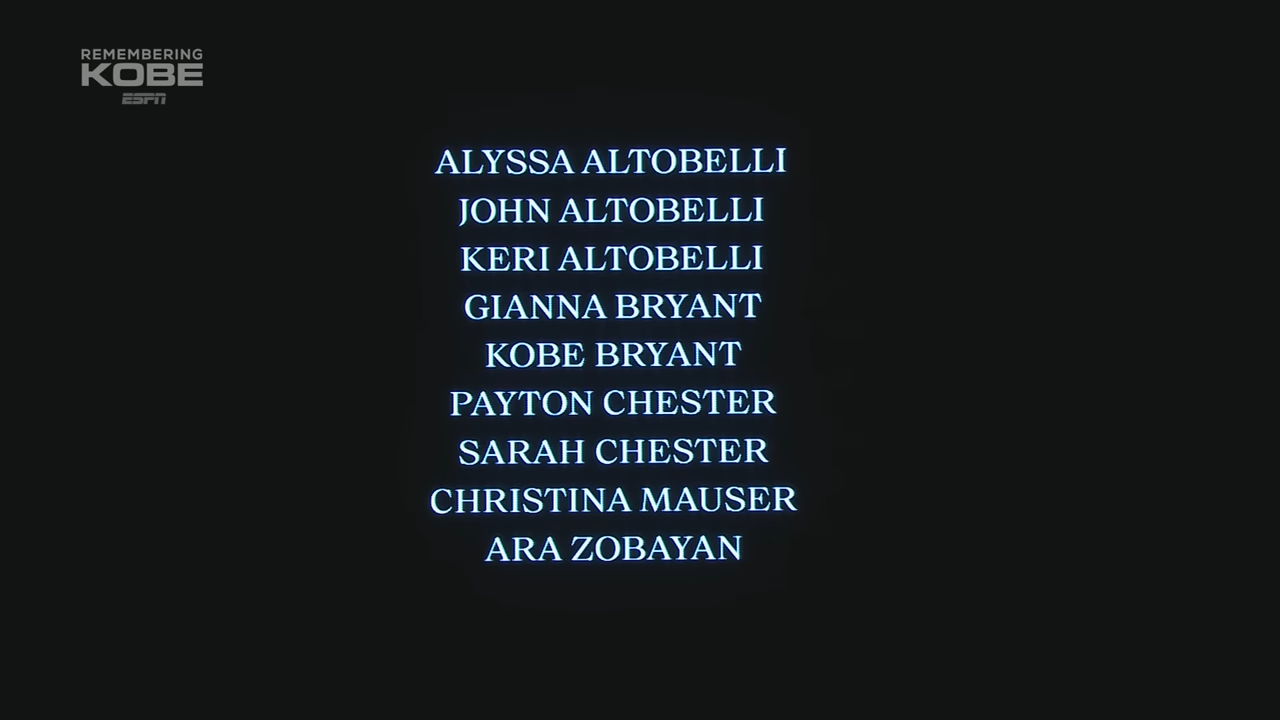 REMEMBERING
KOBE
ESPN
ALYSSA ALTOBELLI
JOHN ALTOBELLI
KERI ALTOBELLI
GIANNA BRYANT
KOBE BRYANT
PAYTON CHESTER
SARAH CHESTER
CHRISTINA MAUSER
ARA ZOBAYAN